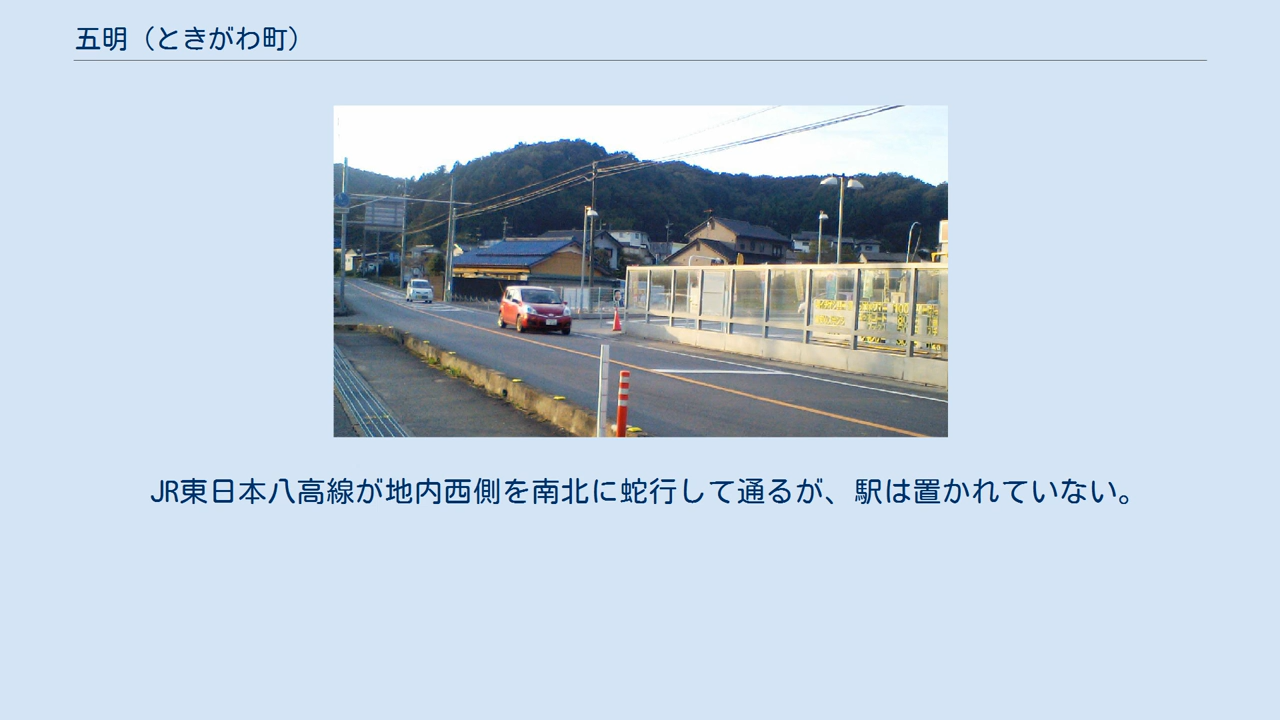 五明（ときがわ町）
JR東日本八高線が地内西側を南北に蛇行して通るが、駅は置かれていない。